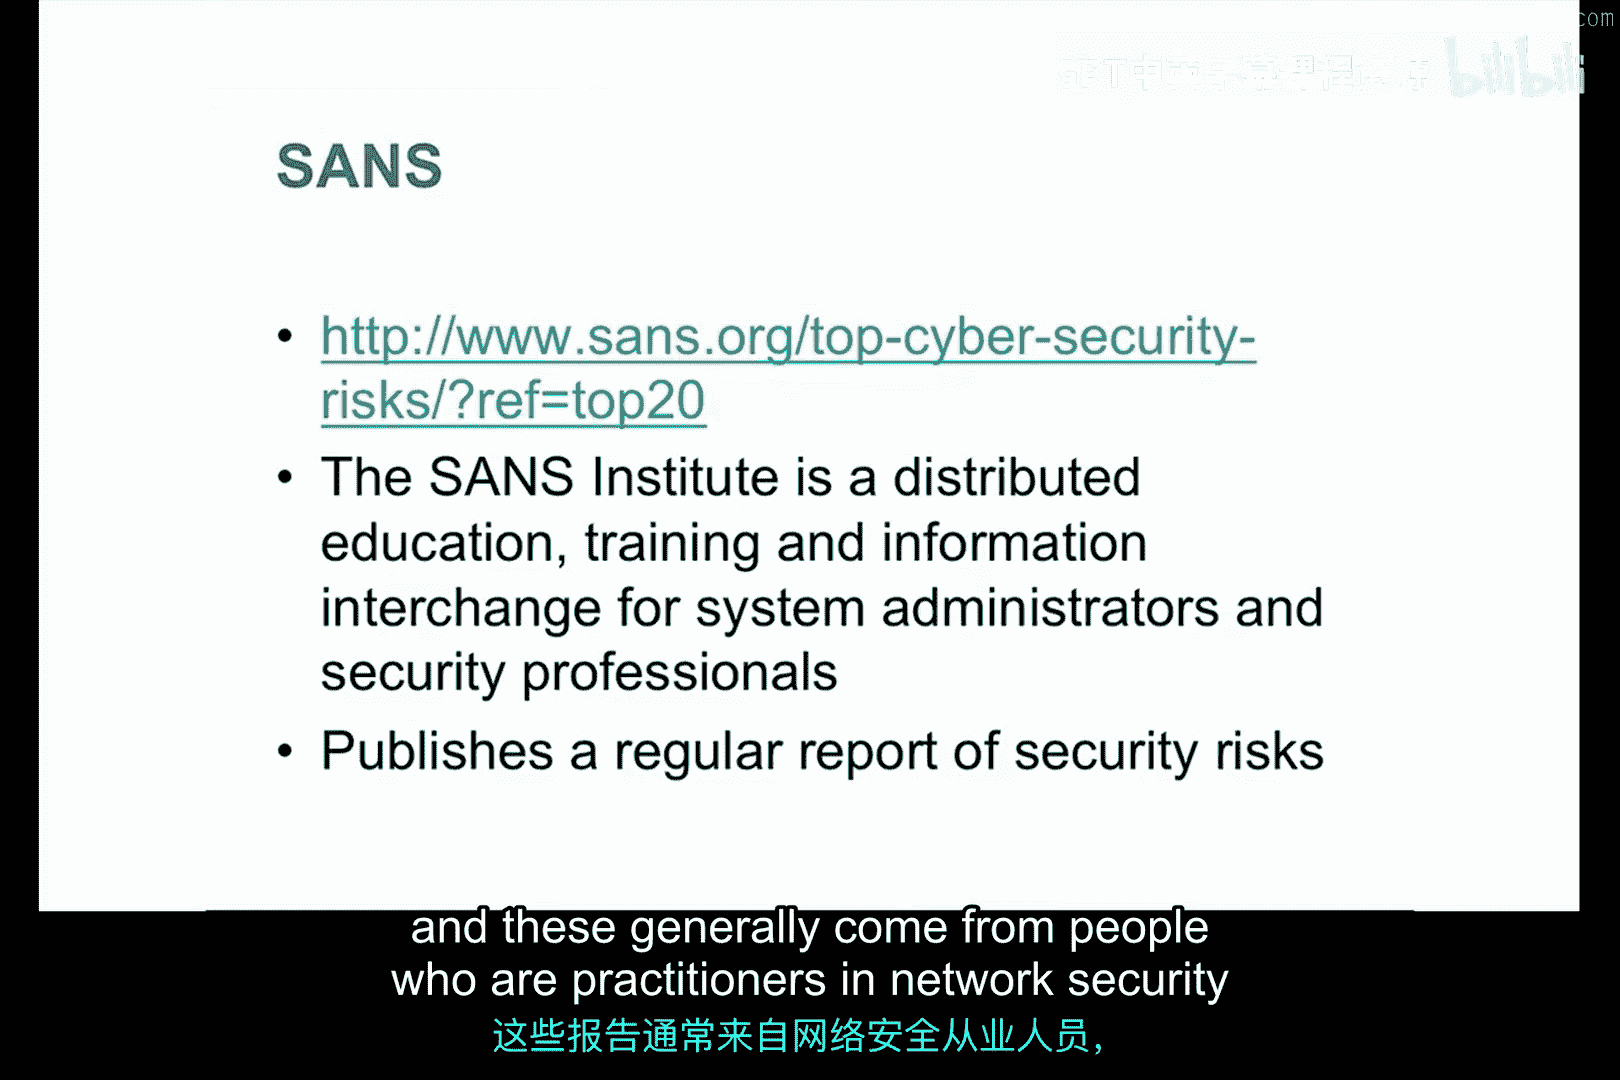 com
bilibili
SANS
• http://www.sans.org/top-cyber-security-
risks/?ref=top20
• The SANS Institute is a distributed
education, training and information
interchange for system administrators and
security professionals
• Publishes a regular report of security risks
and these generally come from people
who are practitioners in network security
这些报告通常来自网络安全从业人员，